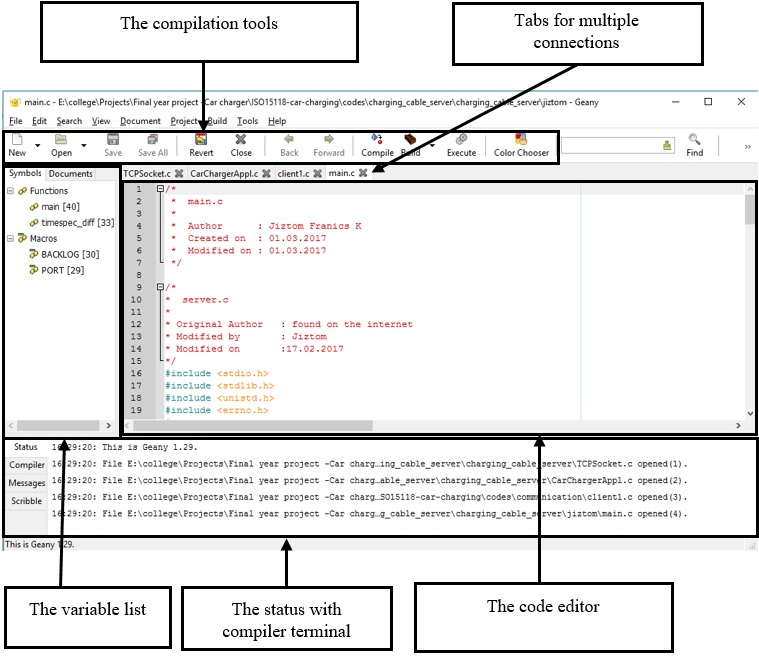 The compilation tools
Tabs for multiple
connections
main.c - E:\college\Projects\Final year project -Car charger\ISO15118-car-charging\codes\charging_cable_server\charging_cable_server\jiztom - Geany
File Edit Search View Document Project Build Tools Help
New Open Save Save All Revert Close Back Forward Compile Build Execute Color Chooser Find
Symbols Documents
TCPSocket.c CarChargerAppl.c client1.c main.c
Functions
main [40]
timespec_diff [33]
Macros
BACKLOG [30]
PORT [29]
1 /*
2 * main.c
3 *
4 * Author : Jiztom Franics K
5 * Created on : 01.03.2017
6 * Modified on : 01.03.2017
7 */
8
9 /*
10 * server.c
11 *
12 * Original Author : found on the internet
13 * Modified by : Jiztom
14 * Modified on :17.02.2017
15 */
16 #include <stdio.h>
17 #include <stdlib.h>
18 #include <unistd.h>
19 #include <errno.h>
Status
Compiler
Messages
Scribble
16:29:20: This is Geany 1.29.
16:29:20: File E:\college\Projects\Final year project -Car charg…ing_cable_server\charging_cable_server\TCPSocket.c opened(1).
16:29:20: File E:\college\Projects\Final year project -Car charg…able_server\charging_cable_server\CarChargerAppl.c opened(2).
16:29:20: File E:\college\Projects\Final year project -Car charg…SO15118-car-charging\codes\communication\client1.c opened(3).
16:29:20: File E:\college\Projects\Final year project -Car charg…g_cable_server\charging_cable_server\jiztom\main.c opened(4).
This is Geany 1.29.
The variable list
The status with
compiler terminal
The code editor